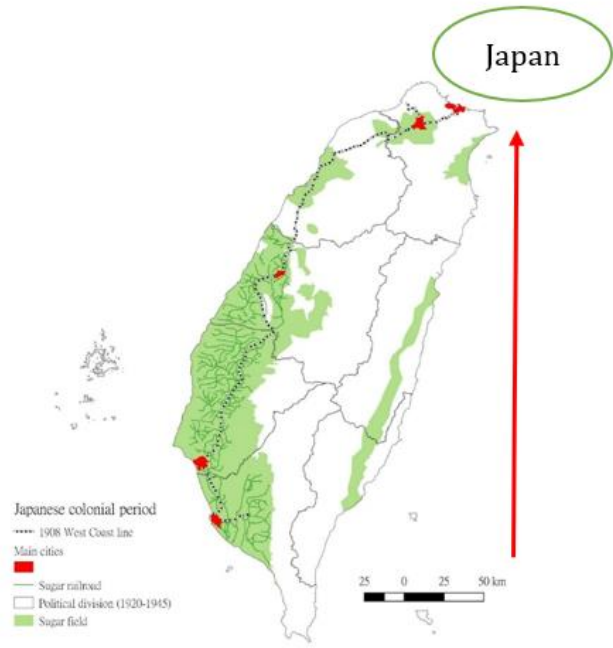 Japan
Japanese colonial period
1908 West Coast line
Main cities
Sugar railroad
Political division (1920-1945)
Sugar field
25 0 25 50 km